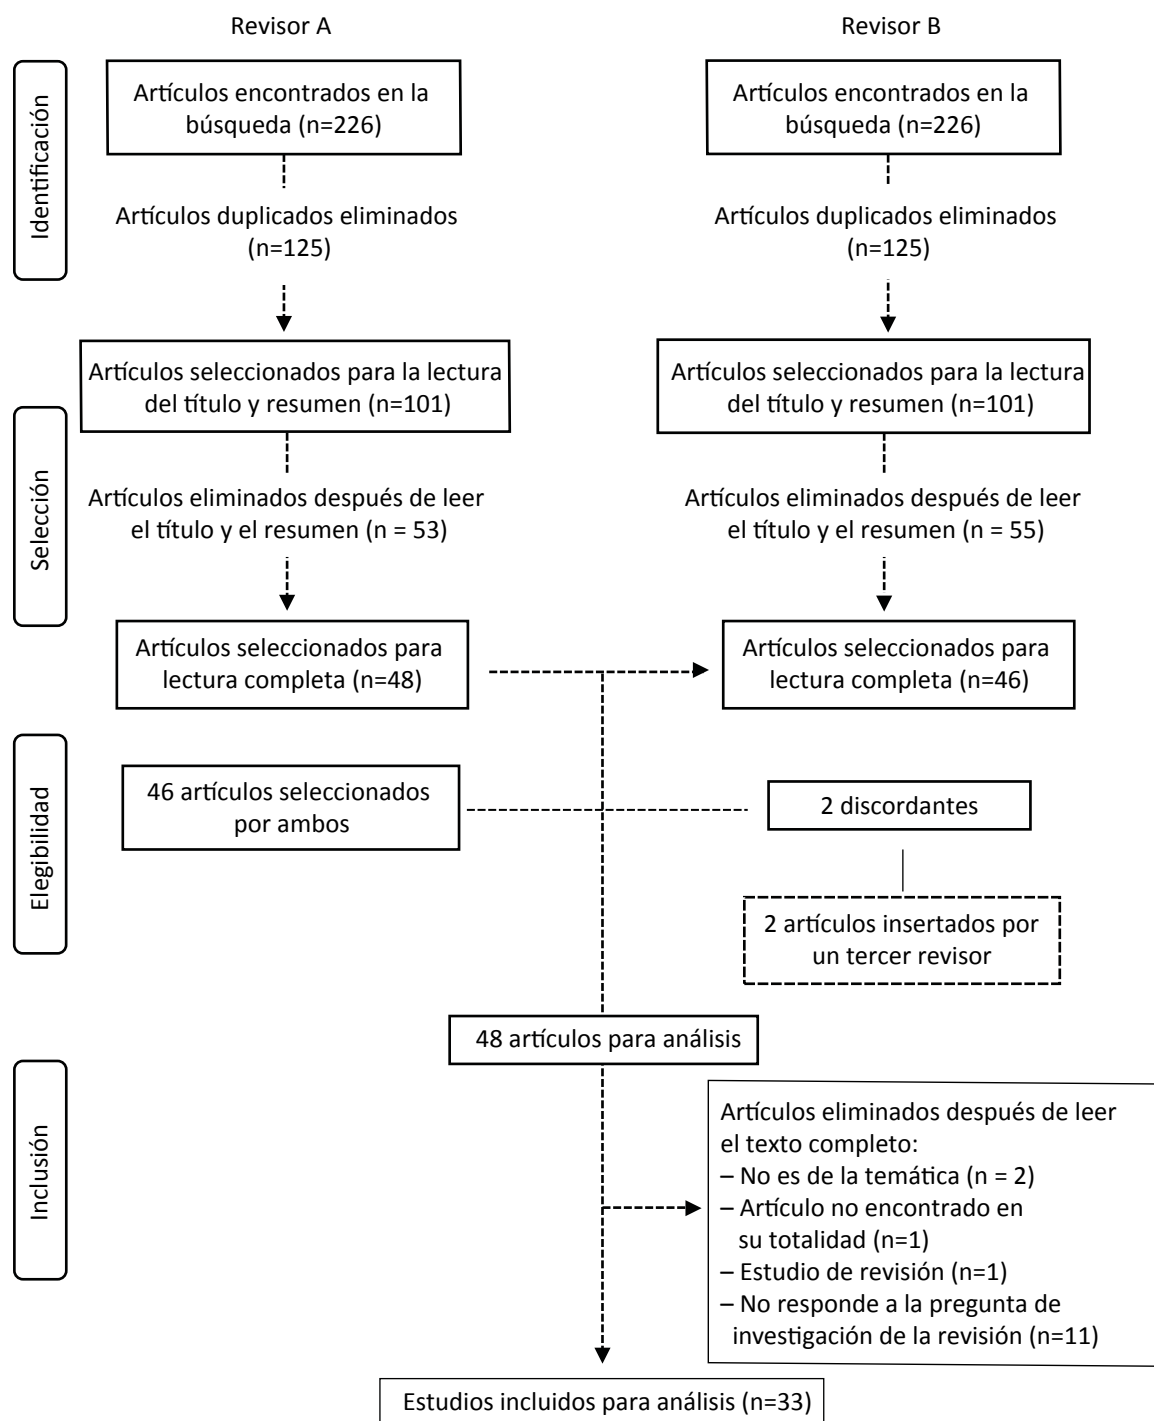 Revisor A
Revisor B
Identificación
Artículos encontrados en la
búsqueda (n=226)
Artículos encontrados en la
búsqueda (n=226)
Artículos duplicados eliminados
(n=125)
Artículos duplicados eliminados
(n=125)
Selección
Artículos seleccionados para la lectura
del título y resumen (n=101)
Artículos seleccionados para la lectura
del título y resumen (n=101)
Artículos eliminados después de leer
el título y el resumen (n = 53)
Artículos eliminados después de leer
el título y el resumen (n = 55)
Artículos seleccionados para
lectura completa (n=48)
Artículos seleccionados para
lectura completa (n=46)
Elegibilidad
46 artículos seleccionados
por ambos
2 discordantes
2 artículos insertados por
un tercer revisor
48 artículos para análisis
Inclusión
Artículos eliminados después de leer
el texto completo:
– No es de la temática (n = 2)
– Artículo no encontrado en
su totalidad (n=1)
– Estudio de revisión (n=1)
– No responde a la pregunta de
investigación de la revisión (n=11)
Estudios incluidos para análisis (n=33)